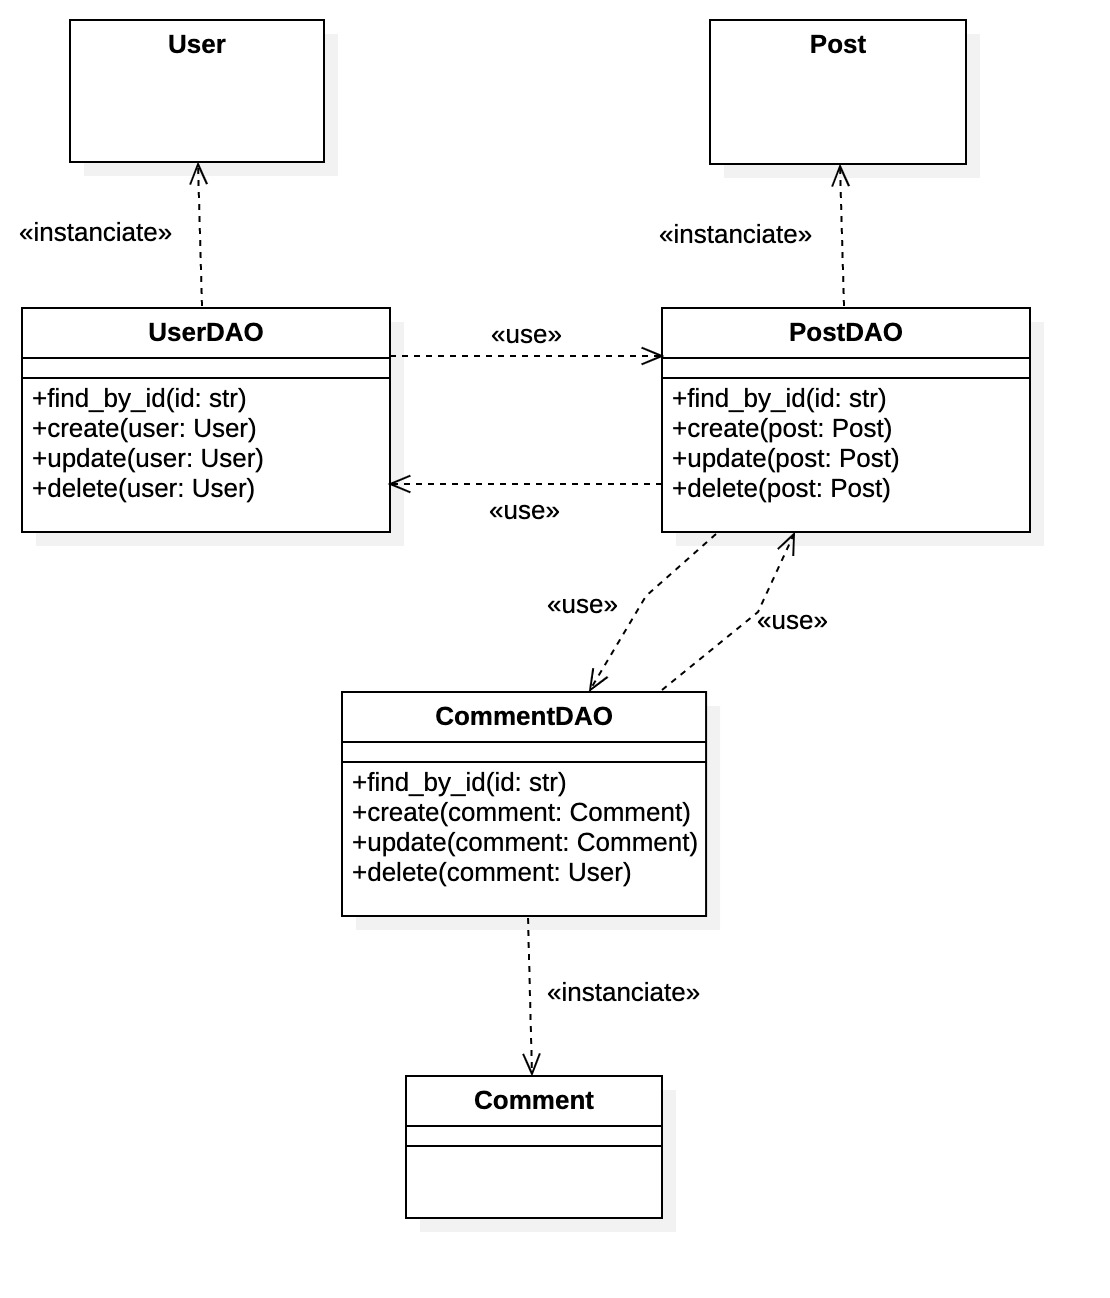 User
Post
«instanciate»
«instanciate»
UserDAO
+find_by_id(id: str)
+create(user: User)
+update(user: User)
+delete(user: User)
«use»
«use»
PostDAO
+find_by_id(id: str)
+create(post: Post)
+update(post: Post)
+delete(post: Post)
«use»
«use»
CommentDAO
+find_by_id(id: str)
+create(comment: Comment)
+update(comment: Comment)
+delete(comment: User)
«instanciate»
Comment